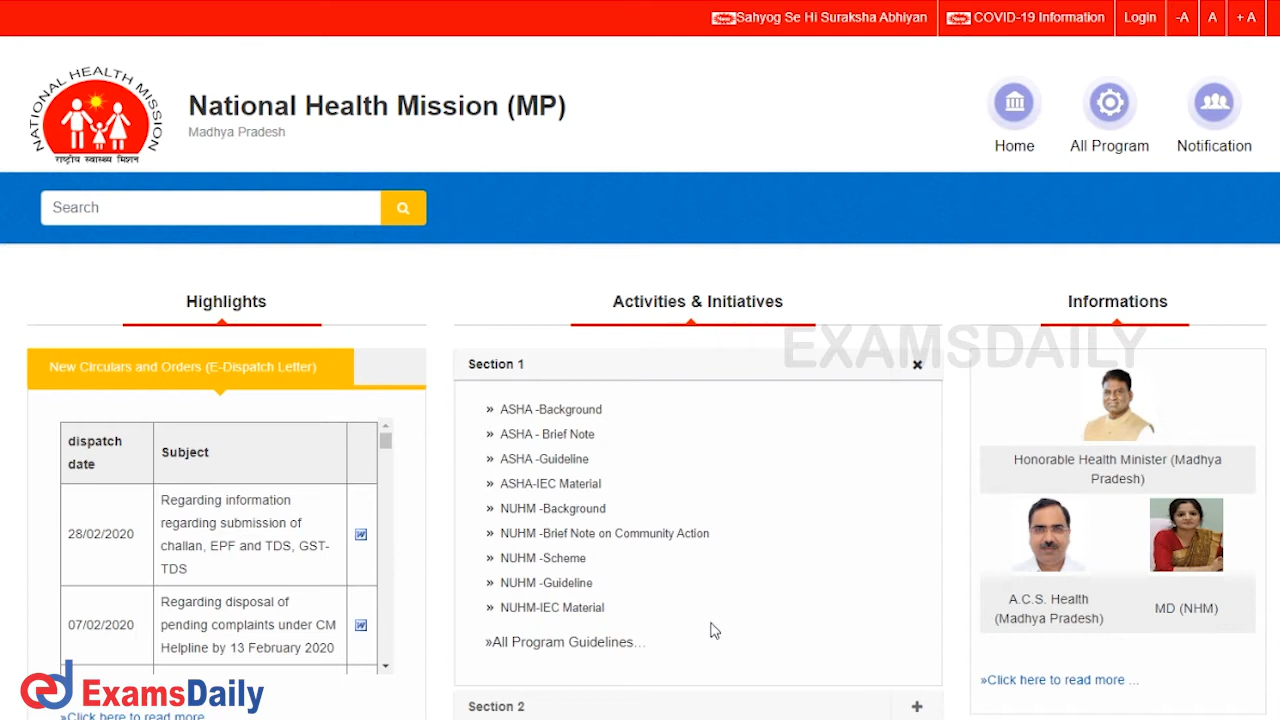 Sahyog Se Hi Suraksha Abhiyan
COVID-19 Information
Login
-A
A
+ A
NATIONAL HEALTH MISSION
राष्ट्रीय स्वास्थ्य मिशन
National Health Mission (MP)
Madhya Pradesh
Home
All Program
Notification
Search
Highlights
New Circulars and Orders (E-Dispatch Letter)
dispatch
date
Subject
28/02/2020
Regarding information
regarding submission of
challan, EPF and TDS, GST-
TDS
07/02/2020
Regarding disposal of
pending complaints under CM
Helpline by 13 February 2020
»Click here to read more
Activities & Initiatives
Section 1
» ASHA -Background
» ASHA - Brief Note
» ASHA -Guideline
» ASHA-IEC Material
» NUHM -Background
» NUHM -Brief Note on Community Action
» NUHM -Scheme
» NUHM -Guideline
» NUHM-IEC Material
»All Program Guidelines...
Section 2
Informations
EXAMSDAILY
Honorable Health Minister (Madhya
Pradesh)
A.C.S. Health
(Madhya Pradesh)
MD (NHM)
»Click here to read more ...
ed ExamsDaily